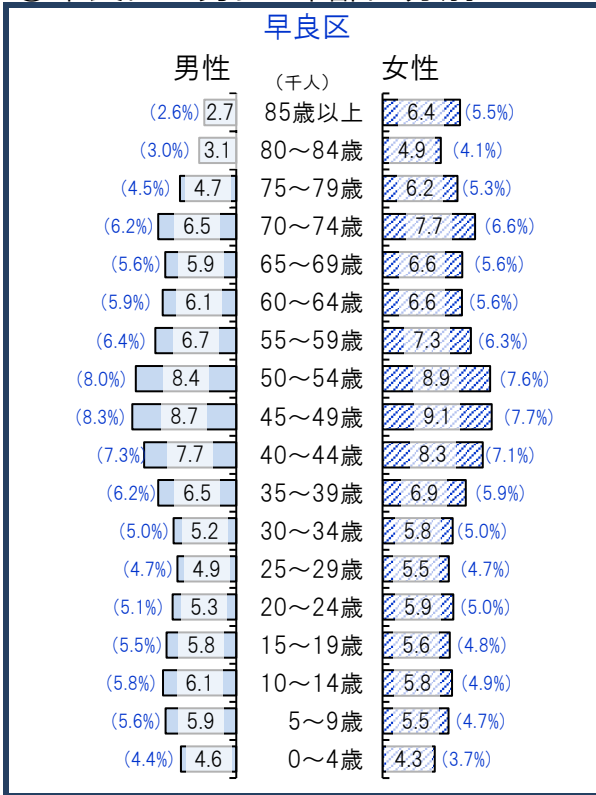 早良区
男性 (千人) 女性
(2.6%) 2.7 85歳以上 6.4 (5.5%)
(3.0%) 3.1 80～84歳 4.9 (4.1%)
(4.5%) 4.7 75～79歳 6.2 (5.3%)
(6.2%) 6.5 70～74歳 7.7 (6.6%)
(5.6%) 5.9 65～69歳 6.6 (5.6%)
(5.9%) 6.1 60～64歳 6.6 (5.6%)
(6.4%) 6.7 55～59歳 7.3 (6.3%)
(8.0%) 8.4 50～54歳 8.9 (7.6%)
(8.3%) 8.7 45～49歳 9.1 (7.7%)
(7.3%) 7.7 40～44歳 8.3 (7.1%)
(6.2%) 6.5 35～39歳 6.9 (5.9%)
(5.0%) 5.2 30～34歳 5.8 (5.0%)
(4.7%) 4.9 25～29歳 5.5 (4.7%)
(5.1%) 5.3 20～24歳 5.9 (5.0%)
(5.5%) 5.8 15～19歳 5.6 (4.8%)
(5.8%) 6.1 10～14歳 5.8 (4.9%)
(5.6%) 5.9 5～9歳 5.5 (4.7%)
(4.4%) 4.6 0～4歳 4.3 (3.7%)